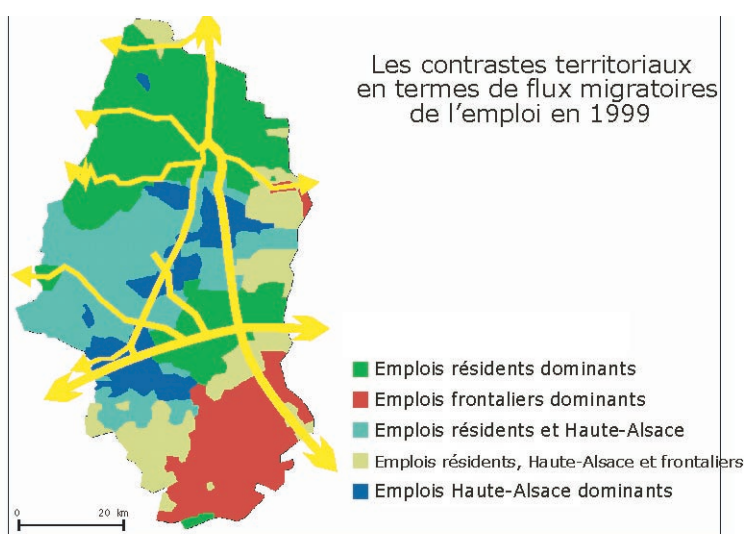 Les contrastes territoriaux
en termes de flux migratoires
de l'emploi en 1999
Emplois résidents dominants
Emplois frontaliers dominants
Emplois résidents et Haute-Alsace
Emplois résidents, Haute-Alsace et frontaliers
Emplois Haute-Alsace dominants
0 20 km